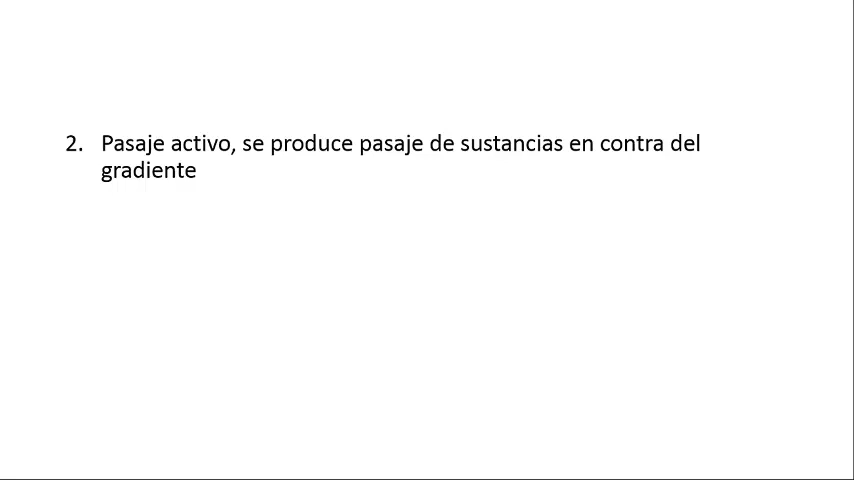 2. Pasaje activo, se produce pasaje de sustancias en contra del
gradiente